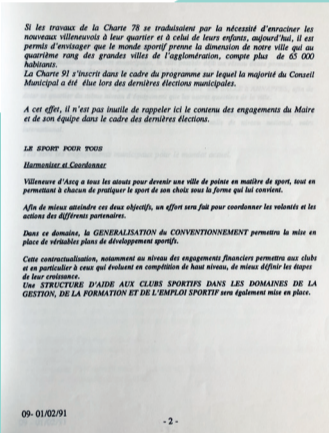 Si les travaux de la Charte 78 se traduisaient par la nécessité d'enraciner les
nouveaux villeneuvois à leur quartier et à celui de leurs enfants, aujourd'hui, il est
permis d'envisager que le monde sportif prenne la dimension de notre ville qui au
quatrième rang des grandes villes de l'agglomération, compte plus de 65 000
habitants.
La Charte 91 s'inscrit dans le cadre du programme sur lequel la majorité du Conseil
Municipal a été élue lors des dernières élections municipales.
A cet effet, il n'est pas inutile de rappeler ici le contenu des engagements du Maire
et de son équipe dans le cadre des dernières élections.
LE SPORT POUR TOUS
Harmoniser et Coordonner
Villeneuve d'Ascq a tous les atouts pour devenir une ville de pointe en matière de sport, tout en
permettant à chacun de pratiquer le sport de son choix sous la forme qui lui convient.
Afin de mieux atteindre ces deux objectifs, un effort sera fait pour coordonner les volontés et les
actions des différents partenaires.
Dans ce domaine, la GENERALISATION du CONVENTIONNEMENT permettra la mise en
place de véritables plans de développement sportifs.
Cette contractualisation, notamment au niveau des engagements financiers permettra aux clubs
et en particulier à ceux qui évoluent en compétition de haut niveau, de mieux définir les étapes
de leur croissance.
Une STRUCTURE D'AIDE AUX CLUBS SPORTIFS DANS LES DOMAINES DE LA
GESTION, DE LA FORMATION ET DE L'EMPLOI SPORTIF sera également mise en place.
09- 01/02/91
- 2 -